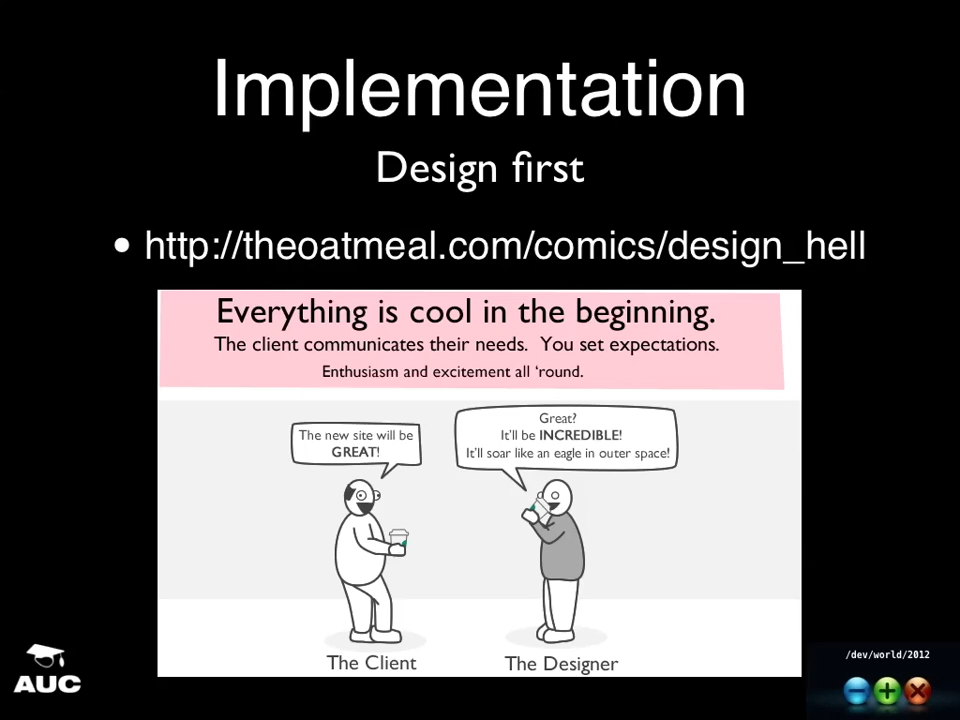 Implementation
Design first
• http://theoatmeal.com/comics/design_hell
Everything is cool in the beginning.
The client communicates their needs. You set expectations.
Enthusiasm and excitement all ‘round.
The new site will be
GREAT!
Great?
It'll be INCREDIBLE!
It'll soar like an eagle in outer space!
The Client
The Designer
AUC
/dev/world/2012